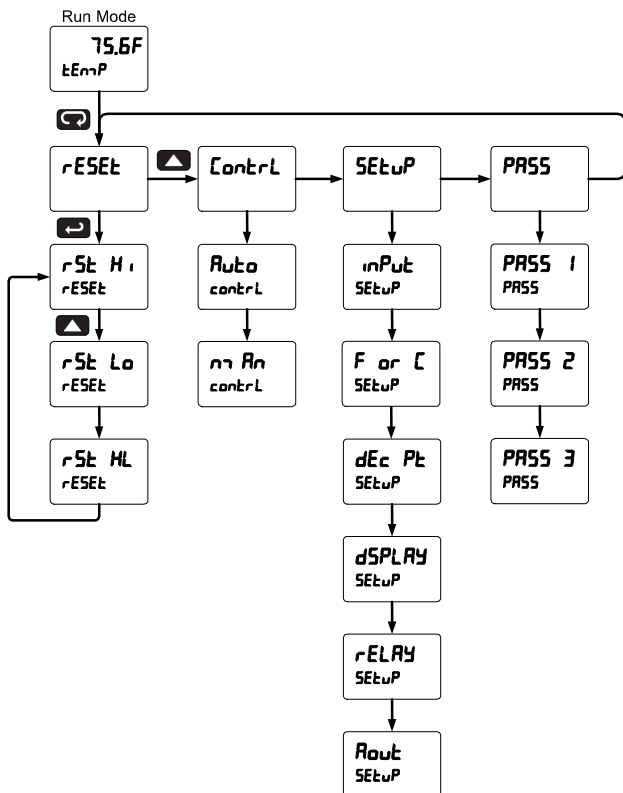 Run Mode
75.6F
tEmP
rESEt
ContrL
SEtuP
PASS
rSt Hi
rESEt
Auto
contrL
inPut
SEtuP
PASS 1
PASS
rSt Lo
rESEt
mAn
contrL
F or C
SEtuP
PASS 2
PASS
rSt HL
rESEt
dEc Pt
SEtuP
PASS 3
PASS
dSPLAY
SEtuP
rELAY
SEtuP
Aout
SEtuP